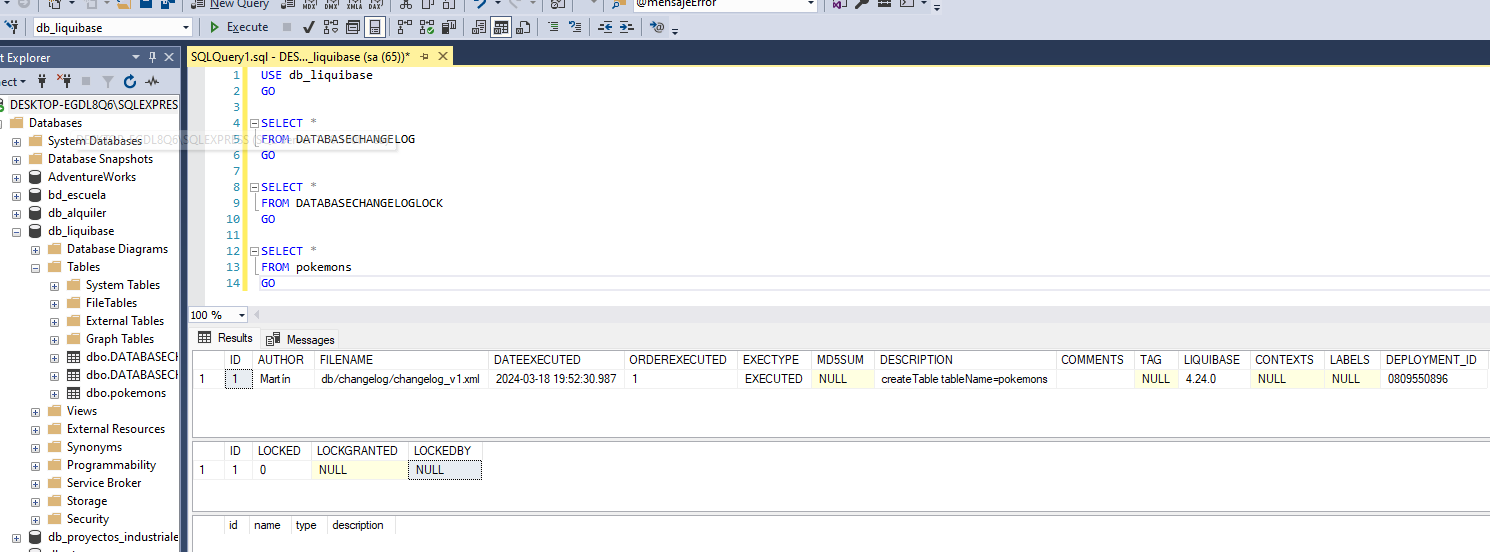 New Query
@mensajeError
db_liquibase
Execute
t Explorer
SQLQuery1.sql - DES..._liquibase (sa (65))*
nect
DESKTOP-EGDL8Q6\SQLEXPRES
Databases
System Databases
Database Snapshots
AdventureWorks
bd_escuela
db_alquiler
db_liquibase
Database Diagrams
Tables
System Tables
FileTables
External Tables
Graph Tables
dbo.DATABASECH
dbo.DATABASECH
dbo.pokemons
Views
External Resources
Synonyms
Programmability
Service Broker
Storage
Security
db_proyectos_industriale
1 USE db_liquibase
2 GO
3
4 SELECT *
5 FROM DATABASECHANGELOG
6 GO
7
8 SELECT *
9 FROM DATABASECHANGELOGLOCK
10 GO
11
12 SELECT *
13 FROM pokemons
14 GO
100 %
Results Messages
ID AUTHOR FILENAME DATEEXECUTED ORDEREXECUTED EXECTYPE MD5SUM DESCRIPTION COMMENTS TAG LIQUIBASE CONTEXTS LABELS DEPLOYMENT_ID
1 1 Martín db/changelog/changelog_v1.xml 2024-03-18 19:52:30.987 1 EXECUTED NULL createTable tableName=pokemons NULL 4.24.0 NULL NULL 0809550896
ID LOCKED LOCKGRANTED LOCKEDBY
1 1 0 NULL NULL
id name type description